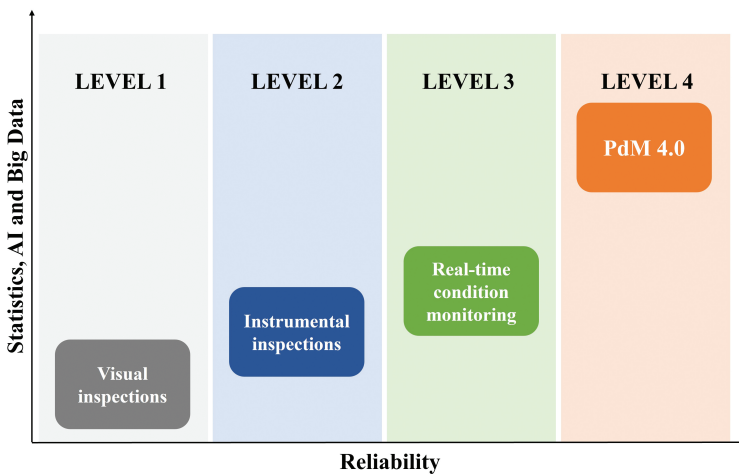 Statistics, AI and Big Data
LEVEL 1
LEVEL 2
LEVEL 3
LEVEL 4
PdM 4.0
Real-time
condition
monitoring
Instrumental
inspections
Visual
inspections
Reliability